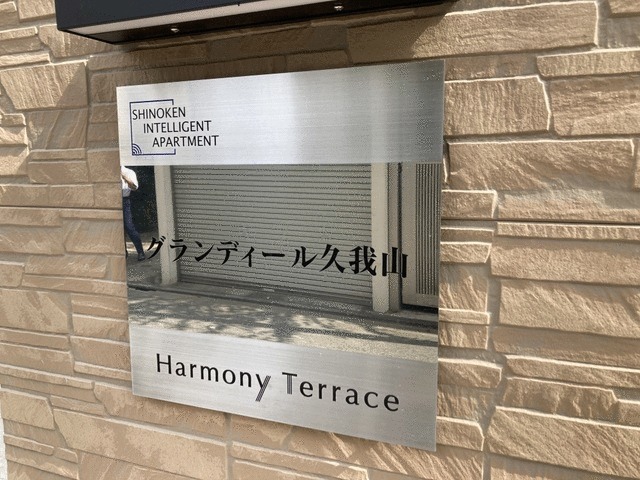 SHINOKEN
INTELLIGENT
APARTMENT
グランディール久我山
Harmony Terrace